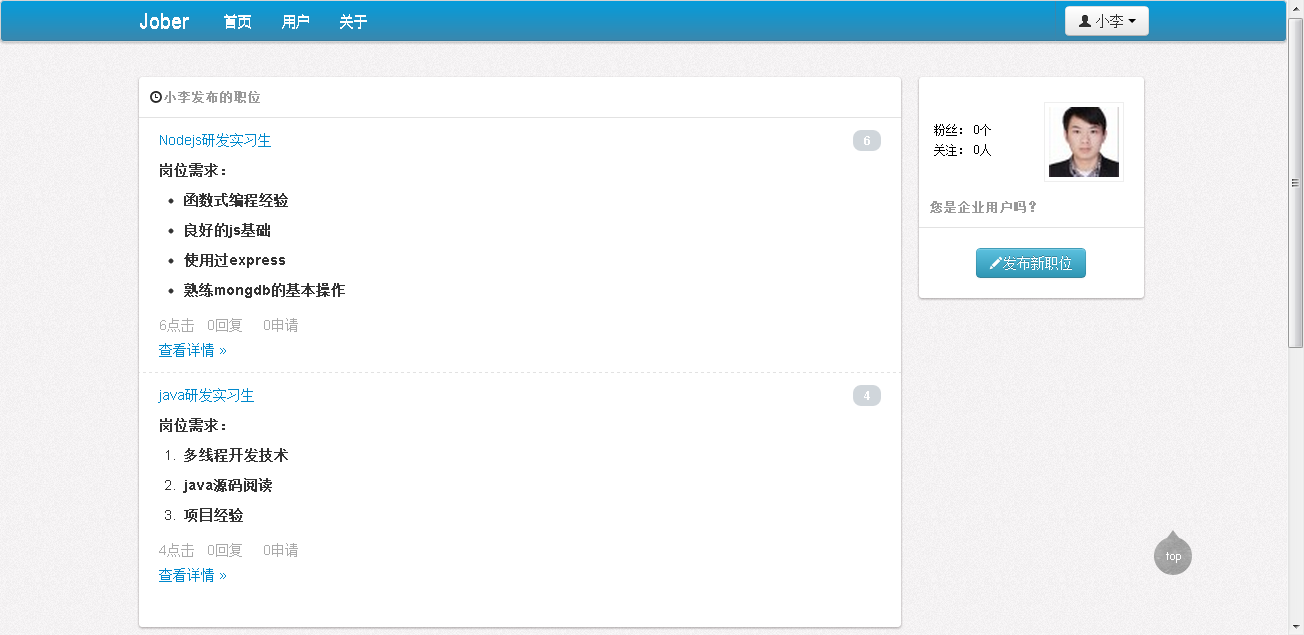 Jober 首页 用户 关于 小李
小李发布的职位
Nodejs研发实习生 6
岗位需求：
• 函数式编程经验
• 良好的js基础
• 使用过express
• 熟练mongdb的基本操作
6点击 0回复 0申请
查看详情 »
java研发实习生 4
岗位需求：
1. 多线程开发技术
2. java源码阅读
3. 项目经验
4点击 0回复 0申请
查看详情 »
粉丝： 0个
关注： 0人
您是企业用户吗？
发布新职位
top